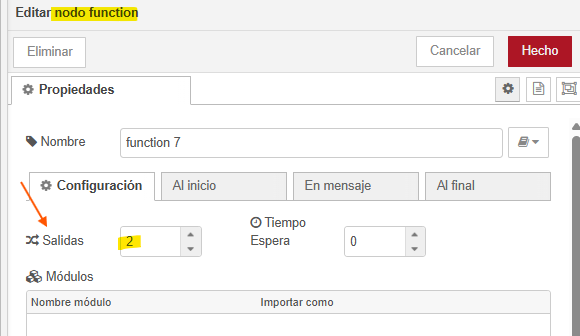 Editar nodo function
Eliminar
Cancelar
Hecho
Propiedades
Nombre
function 7
Configuración
Al inicio
En mensaje
Al final
Salidas
2
Tiempo
Espera
0
Módulos
Nombre módulo
Importar como